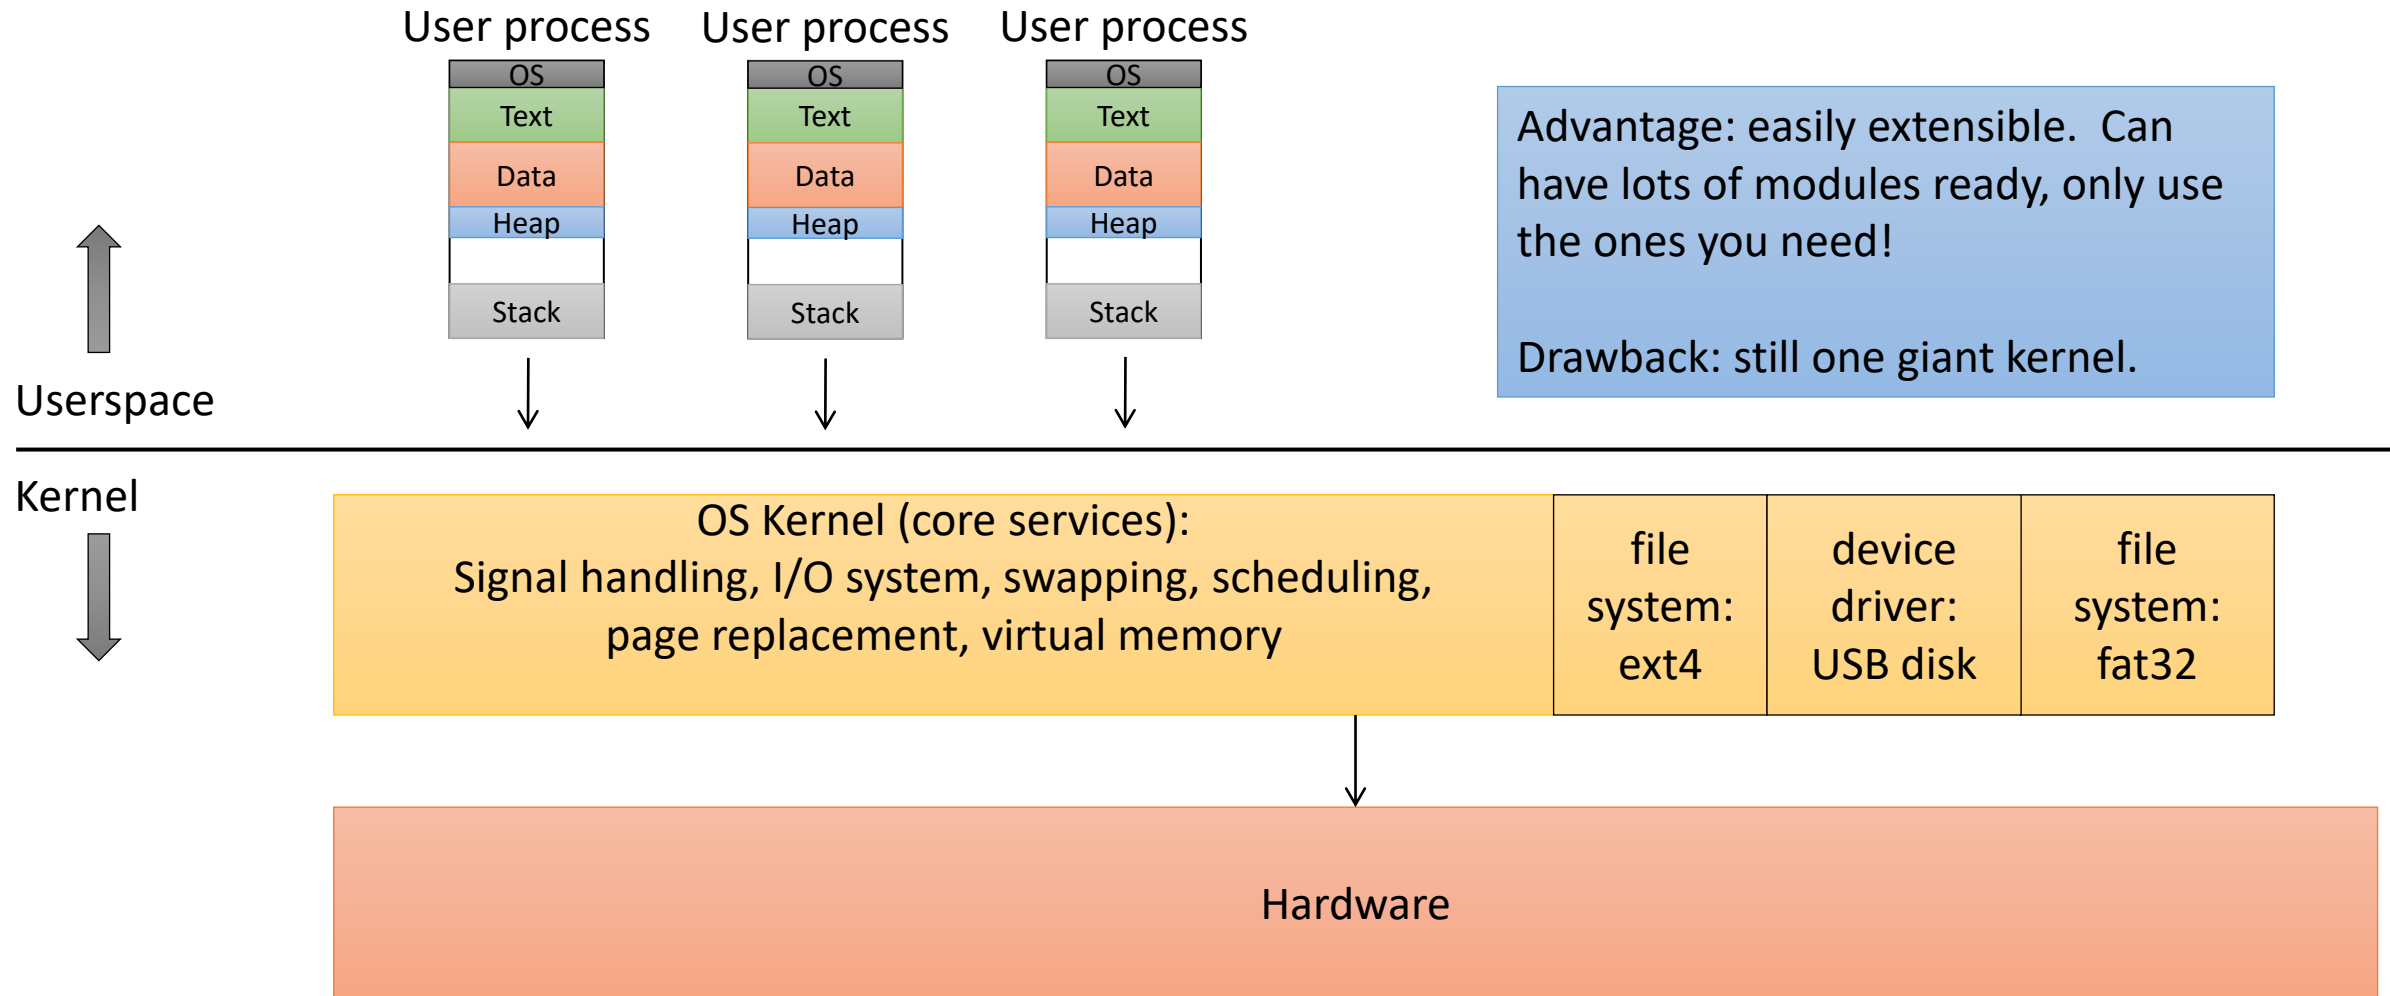 User process
User process
User process
OS
Text
Data
Heap
Stack
OS
Text
Data
Heap
Stack
OS
Text
Data
Heap
Stack
Advantage: easily extensible. Can
have lots of modules ready, only use
the ones you need!
Drawback: still one giant kernel.
Userspace
Kernel
OS Kernel (core services):
Signal handling, I/O system, swapping, scheduling,
page replacement, virtual memory
file
system:
ext4
device
driver:
USB disk
file
system:
fat32
Hardware